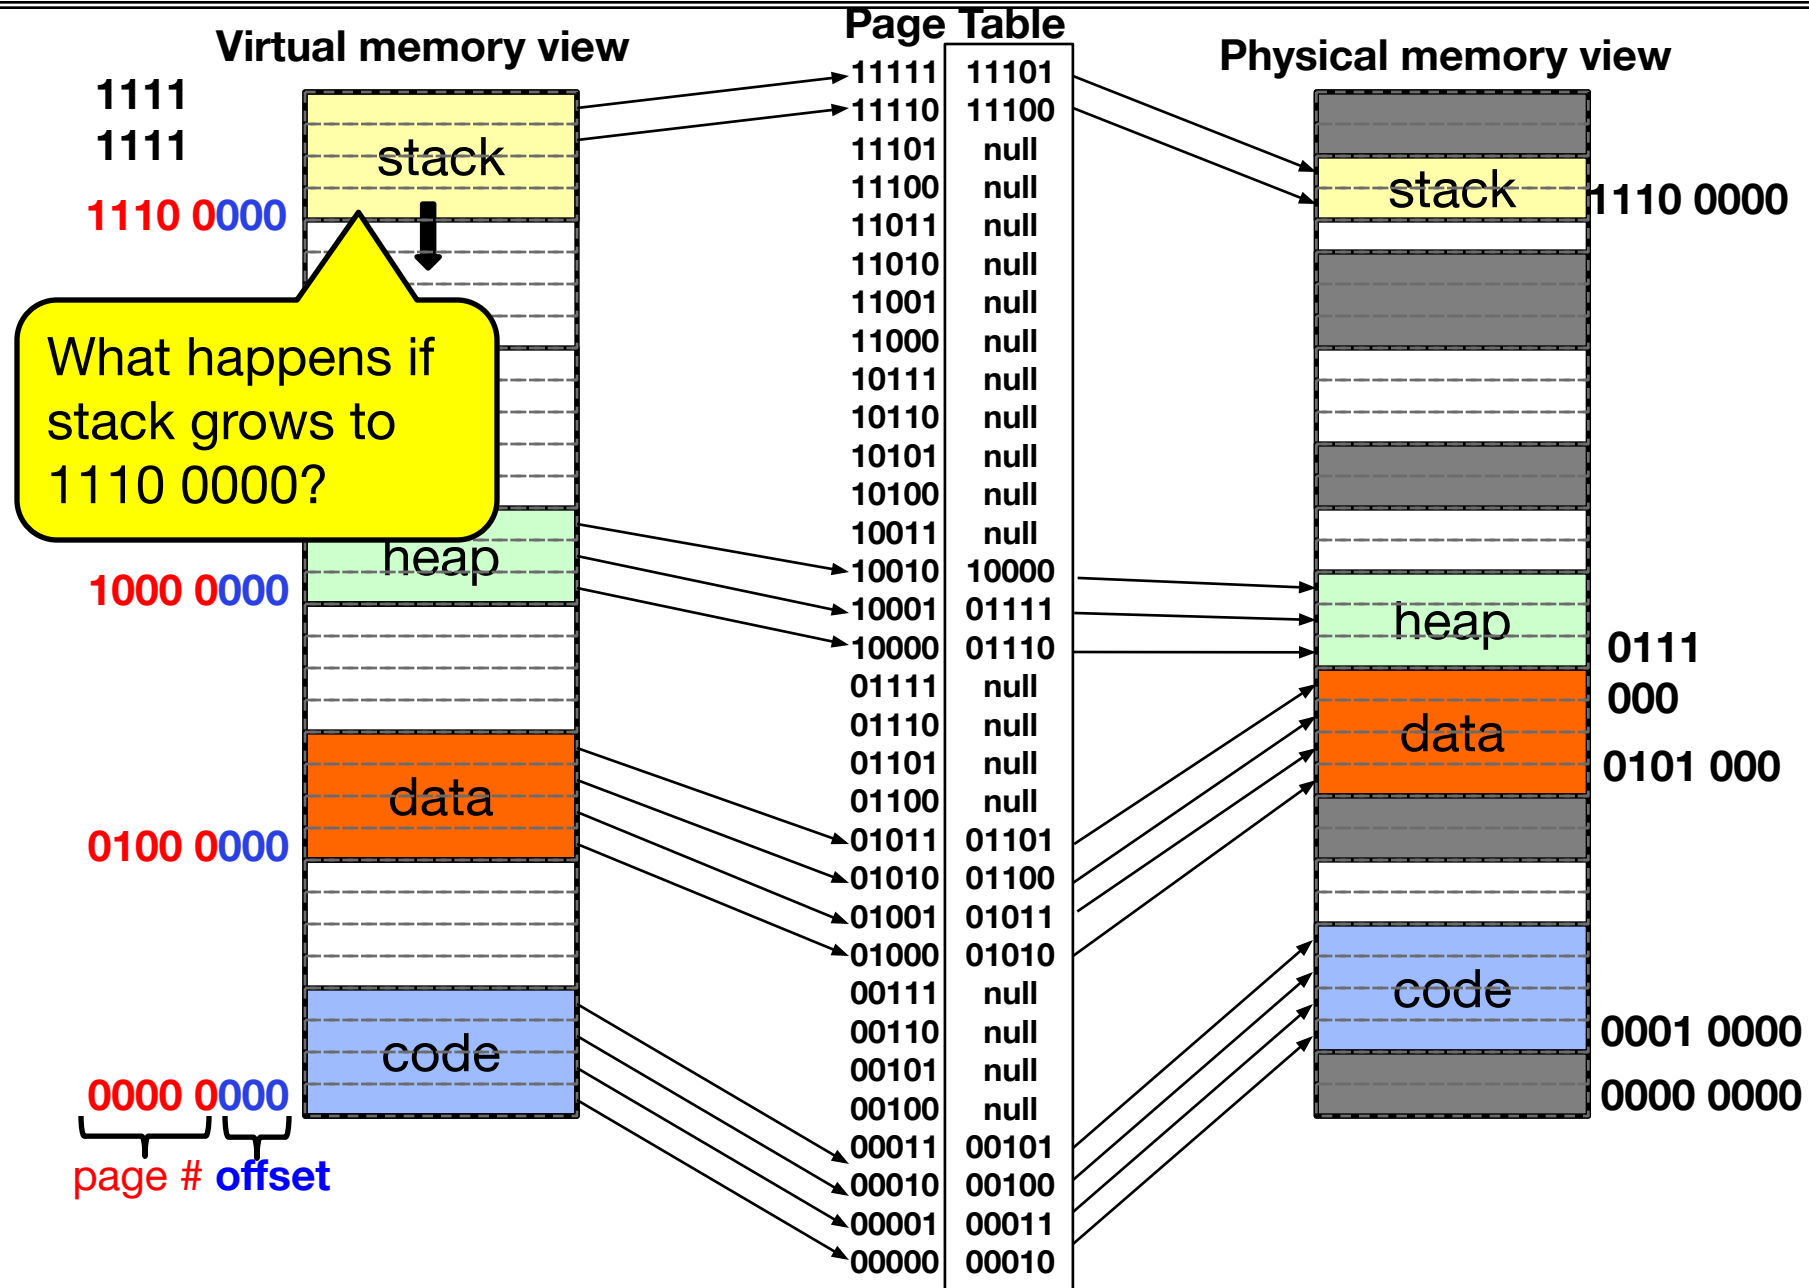 Page Table
Virtual memory view
Physical memory view
1111
1111
1110 0000
stack
What happens if
stack grows to
1110 0000?
heap
1000 0000
data
0100 0000
code
0000 0000
page # offset
11111 11101
11110 11100
11101 null
11100 null
11011 null
11010 null
11001 null
11000 null
10111 null
10110 null
10101 null
10100 null
10011 null
10010 10000
10001 01111
10000 01110
01111 null
01110 null
01101 null
01100 null
01011 01101
01010 01100
01001 01011
01000 01010
00111 null
00110 null
00101 null
00100 null
00011 00101
00010 00100
00001 00011
00000 00010
stack
1110 0000
heap
0111
000
data
0101 000
code
0001 0000
0000 0000